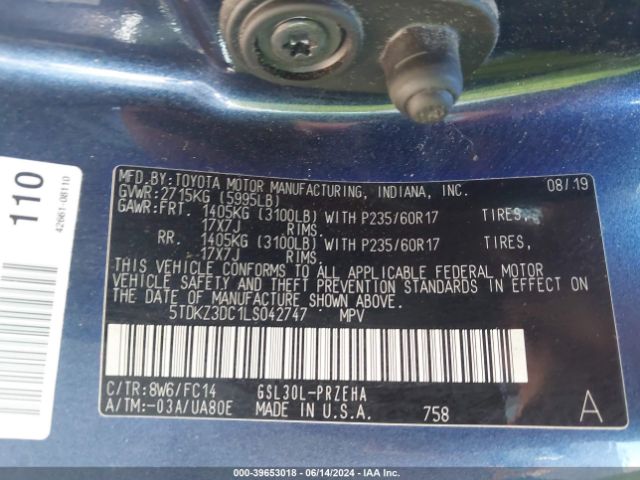 MFD.BY: TOYOTA MOTOR MANUFACTURING, INDIANA, INC. 08/19
GVWR: 2715KG (5995LB)
GAWR: FRT. 1405KG (3100LB) WITH P235/60R17 TIRES,
17X7J RIMS.
RR. 1405KG (3100LB) WITH P235/60R17 TIRES,
17X7J RIMS.
THIS VEHICLE CONFORMS TO ALL APPLICABLE FEDERAL MOTOR
VEHICLE SAFETY AND THEFT PREVENTION STANDARDS IN EFFECT
ON THE DATE OF MANUFACTURE SHOWN ABOVE.
5TDKZ3DC1LS042747 MPV
C/TR: 8W6/FC14 GSL30L-PRZEHA
A/TM: -03A/UA80E MADE IN U.S.A. 758 A
110
42661-08110
000-39653018 - 06/14/2024 - IAAI.COM